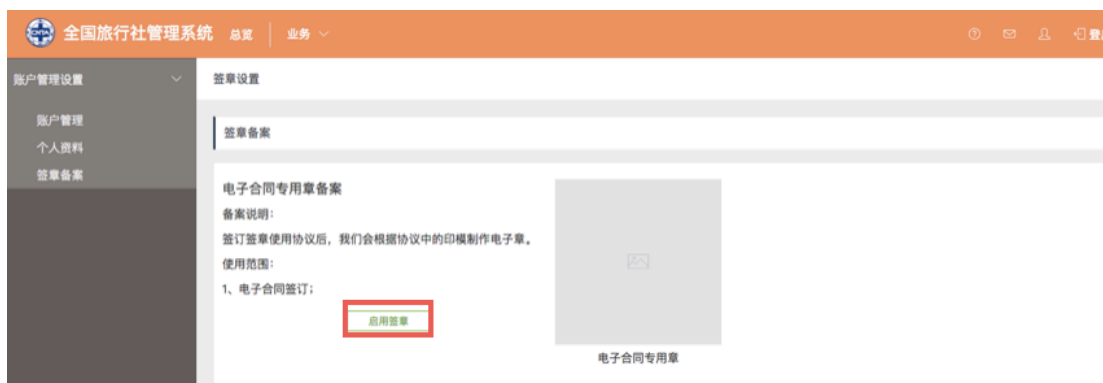 全国旅行社管理系统 总览 业务
账户管理设置
签章设置
账户管理
个人资料
签章备案
签章备案
电子合同专用章备案
备案说明：
签订签章使用协议后，我们会根据协议中的印模制作电子章。
使用范围：
1、电子合同签订；
启用签章
电子合同专用章